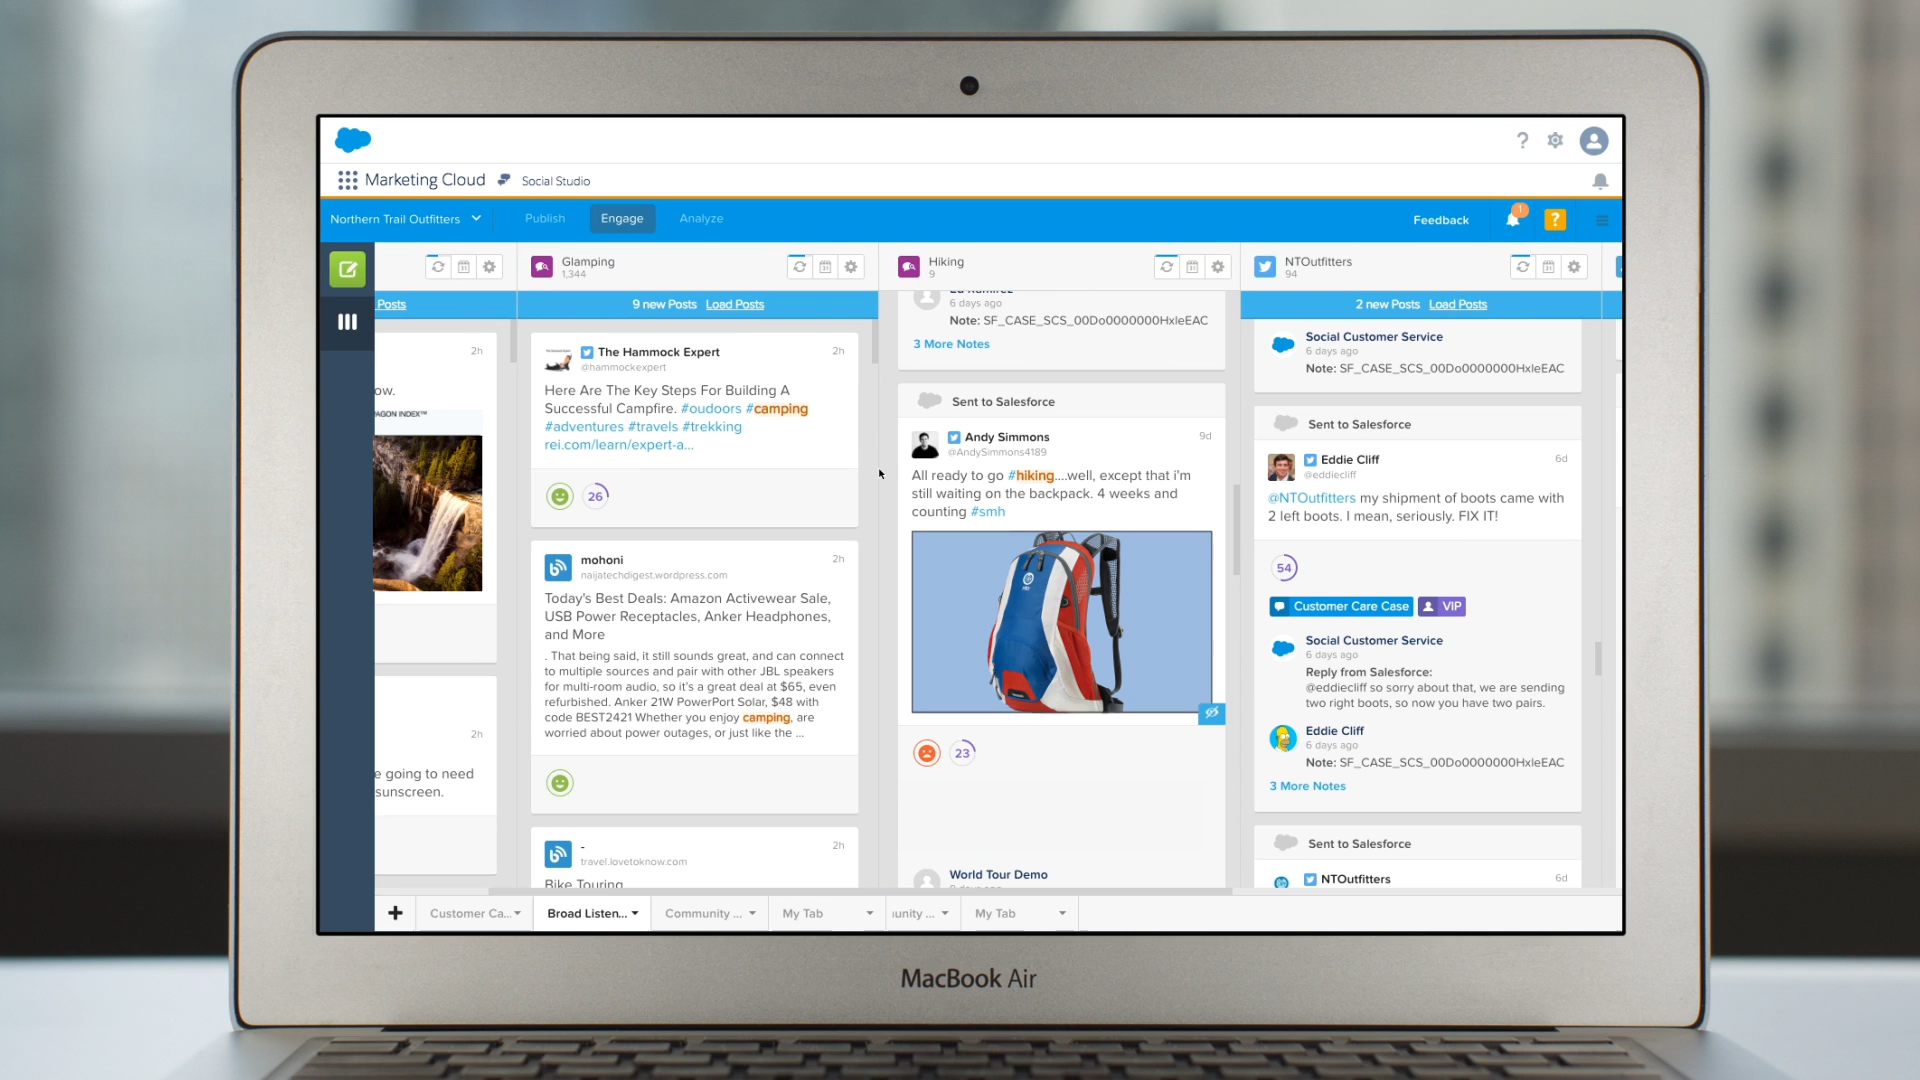 ?
Marketing Cloud
Social Studio
Northern Trail Outfitters
Publish
Engage
Analyze
Feedback
1
?
Posts
2h
ow.
AGON INDEX™
2h
e going to need
sunscreen.
Glamping
1,344
9 new Posts Load Posts
The Hammock Expert
2h
@hammockexpert
Here Are The Key Steps For Building A
Successful Campfire. #oudoors #camping
#adventures #travels #trekking
rei.com/learn/expert-a...
26
mohoni
2h
naijatechdigest.wordpress.com
Today's Best Deals: Amazon Activewear Sale,
USB Power Receptacles, Anker Headphones,
and More
. That being said, it still sounds great, and can connect
to multiple sources and pair with other JBL speakers
for multi-room audio, so it's a great deal at $65, even
refurbished. Anker 21W PowerPort Solar, $48 with
code BEST2421 Whether you enjoy camping, are
worried about power outages, or just like the ...
-
2h
travel.lovetoknow.com
Bike Touring
Hiking
9
Ed Ramirez
6 days ago
Note: SF_CASE_SCS_00Do0000000HxleEAC
3 More Notes
Sent to Salesforce
Andy Simmons
9d
@AndySimmons4189
All ready to go #hiking....well, except that i'm
still waiting on the backpack. 4 weeks and
counting #smh
23
World Tour Demo
NTOutfitters
94
2 new Posts Load Posts
Social Customer Service
6 days ago
Note: SF_CASE_SCS_00Do0000000HxleEAC
Sent to Salesforce
Eddie Cliff
6d
@eddiecliff
@NTOutfitters my shipment of boots came with
2 left boots. I mean, seriously. FIX IT!
54
Customer Care Case
VIP
Social Customer Service
6 days ago
Reply from Salesforce:
@eddiecliff so sorry about that, we are sending
two right boots, so now you have two pairs.
Eddie Cliff
6 days ago
Note: SF_CASE_SCS_00Do0000000HxleEAC
3 More Notes
Sent to Salesforce
NTOutfitters
6d
+
Customer Ca...
Broad Listen...
Community ...
My Tab
unity ...
My Tab
MacBook Air